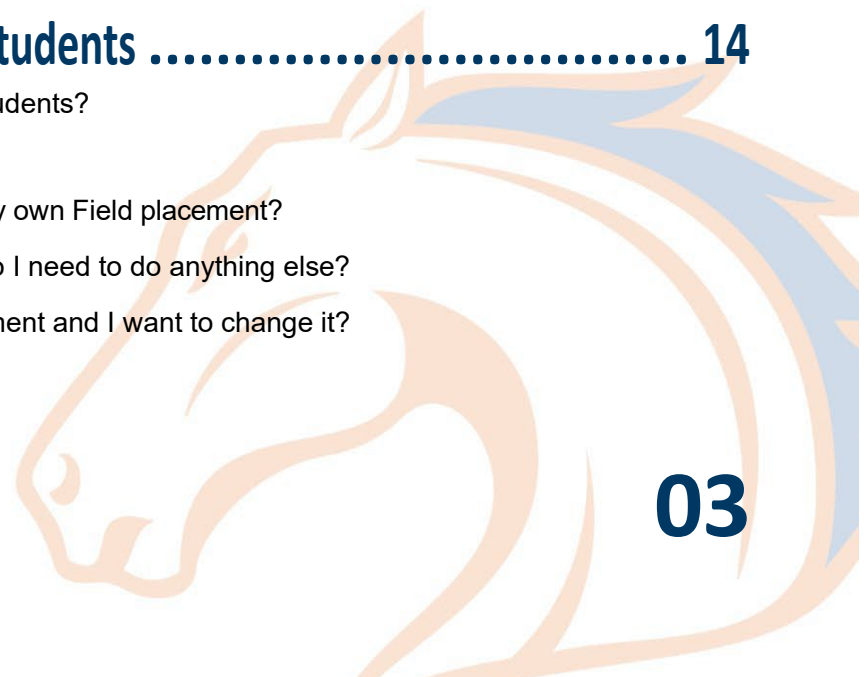 tudents ................................ 14
udents?
y own Field placement?
o I need to do anything else?
nent and I want to change it?
03